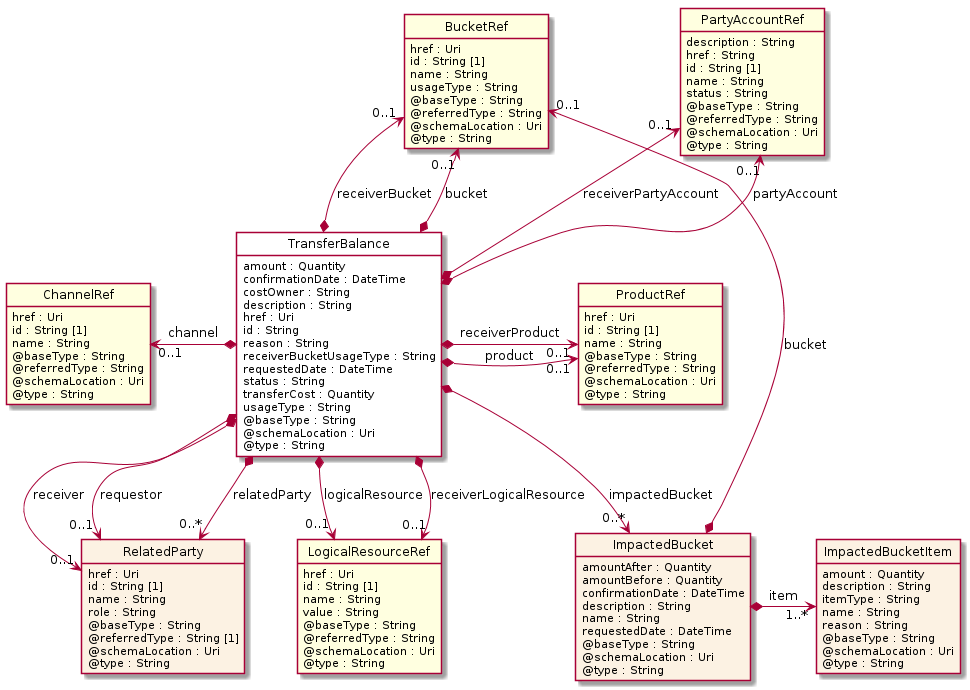 BucketRef
href : Uri
id : String [1]
name : String
usageType : String
@baseType : String
@referredType : String
@schemaLocation : Uri
@type : String
PartyAccountRef
description : String
href : String
id : String [1]
name : String
status : String
@baseType : String
@referredType : String
@schemaLocation : Uri
@type : String
0..1
0..1
0..1
0..1
0..1
receiverBucket
bucket
receiverPartyAccount
partyAccount
TransferBalance
amount : Quantity
confirmationDate : DateTime
costOwner : String
description : String
href : Uri
id : String
reason : String
receiverBucketUsageType : String
requestedDate : DateTime
status : String
transferCost : Quantity
usageType : String
@baseType : String
@schemaLocation : Uri
@type : String
ChannelRef
href : Uri
id : String [1]
name : String
@baseType : String
@referredType : String
@schemaLocation : Uri
@type : String
channel
0..1
receiverProduct
0..1
product
0..1
ProductRef
href : Uri
id : String [1]
name : String
@baseType : String
@referredType : String
@schemaLocation : Uri
@type : String
bucket
receiver
requestor
relatedParty
logicalResource
receiverLogicalResource
impactedBucket
0..1
0..1
0..*
0..1
0..1
0..*
RelatedParty
href : Uri
id : String [1]
name : String
role : String
@baseType : String
@referredType : String [1]
@schemaLocation : Uri
@type : String
LogicalResourceRef
href : Uri
id : String [1]
name : String
value : String
@baseType : String
@referredType : String
@schemaLocation : Uri
@type : String
ImpactedBucket
amountAfter : Quantity
amountBefore : Quantity
confirmationDate : DateTime
description : String
name : String
requestedDate : DateTime
@baseType : String
@schemaLocation : Uri
@type : String
item
1..*
ImpactedBucketItem
amount : Quantity
description : String
itemType : String
name : String
reason : String
@baseType : String
@schemaLocation : Uri
@type : String